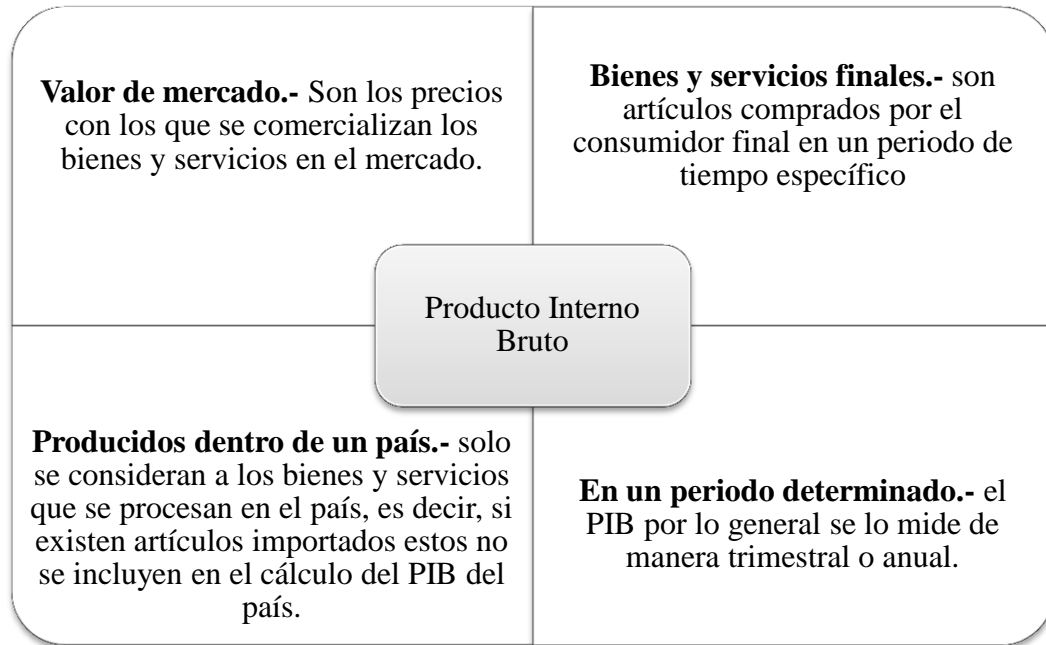 Valor de mercado.- Son los precios
con los que se comercializan los
bienes y servicios en el mercado.
Bienes y servicios finales.- son
artículos comprados por el
consumidor final en un periodo de
tiempo específico
Producto Interno
Bruto
Producidos dentro de un país.- solo
se consideran a los bienes y servicios
que se procesan en el país, es decir, si
existen artículos importados estos no
se incluyen en el cálculo del PIB del
país.
En un periodo determinado.- el
PIB por lo general se lo mide de
manera trimestral o anual.